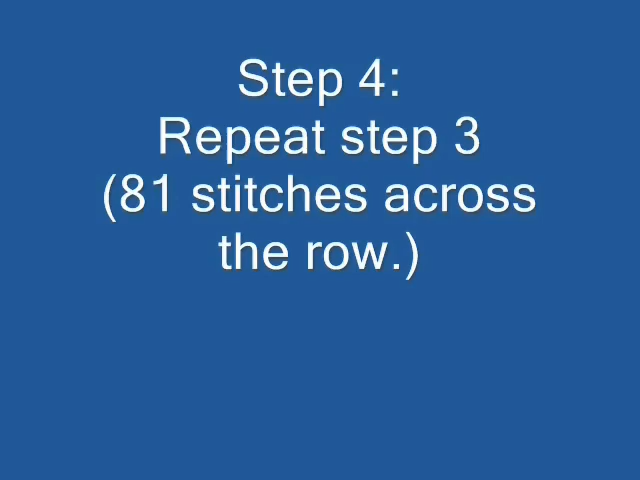 Step 4:
Repeat step 3
(81 stitches across
the row.)